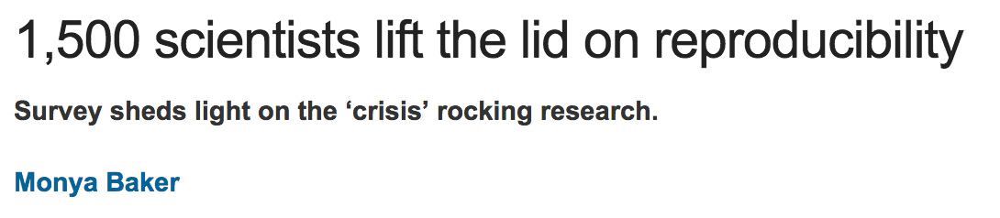 1,500 scientists lift the lid on reproducibility
Survey sheds light on the ‘crisis’ rocking research.
Monya Baker